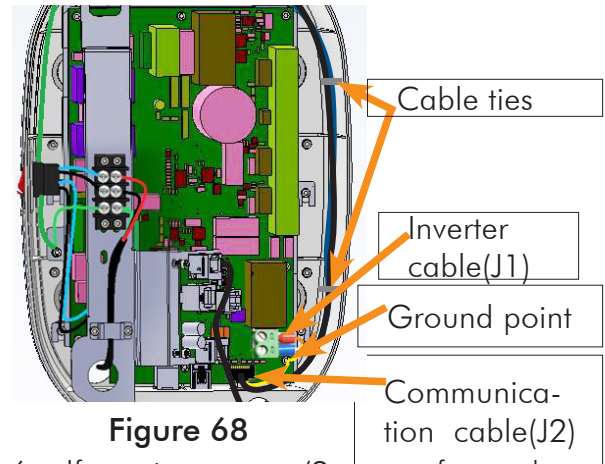 Cable ties
Inverter
cable(J1)
Ground point
Communica-
tion cable(J2)
Figure 68